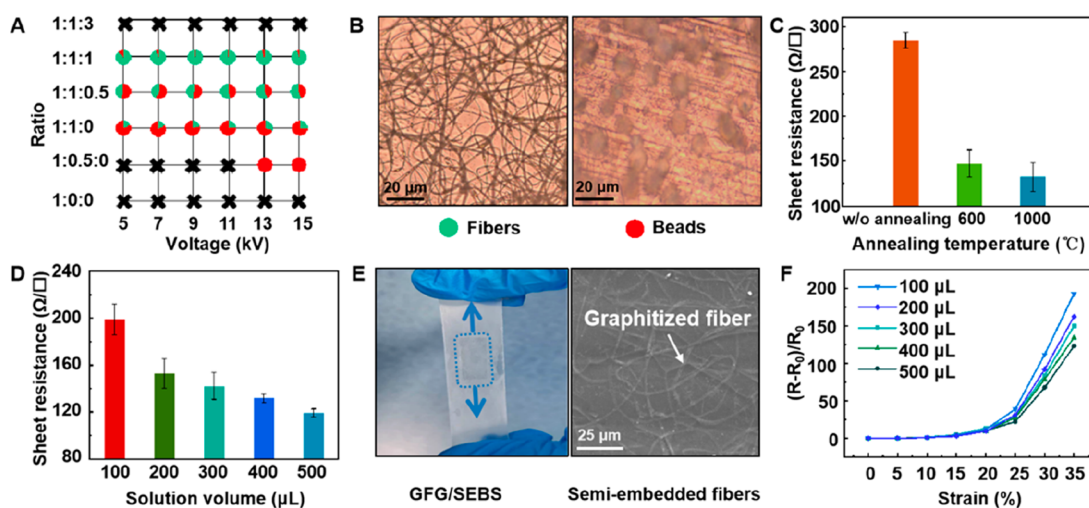 A
Ratio
1:1:3
1:1:1
1:1:0.5
1:1:0
1:0.5:0
1:0:0
5 7 9 11 13 15
Voltage (kV)
B
20 μm
20 μm
Fibers
Beads
C
Sheet resistance (Ω/□)
300
250
200
150
100
w/o annealing 600 1000
Annealing temperature (℃)
D
Sheet resistance (Ω/□)
240
200
160
120
80
100 200 300 400 500
Solution volume (μL)
E
Graphitized fiber
25 μm
GFG/SEBS
Semi-embedded fibers
F
(R-R0)/R0
200
150
100
50
0
100 μL
200 μL
300 μL
400 μL
500 μL
0 5 10 15 20 25 30 35
Strain (%)